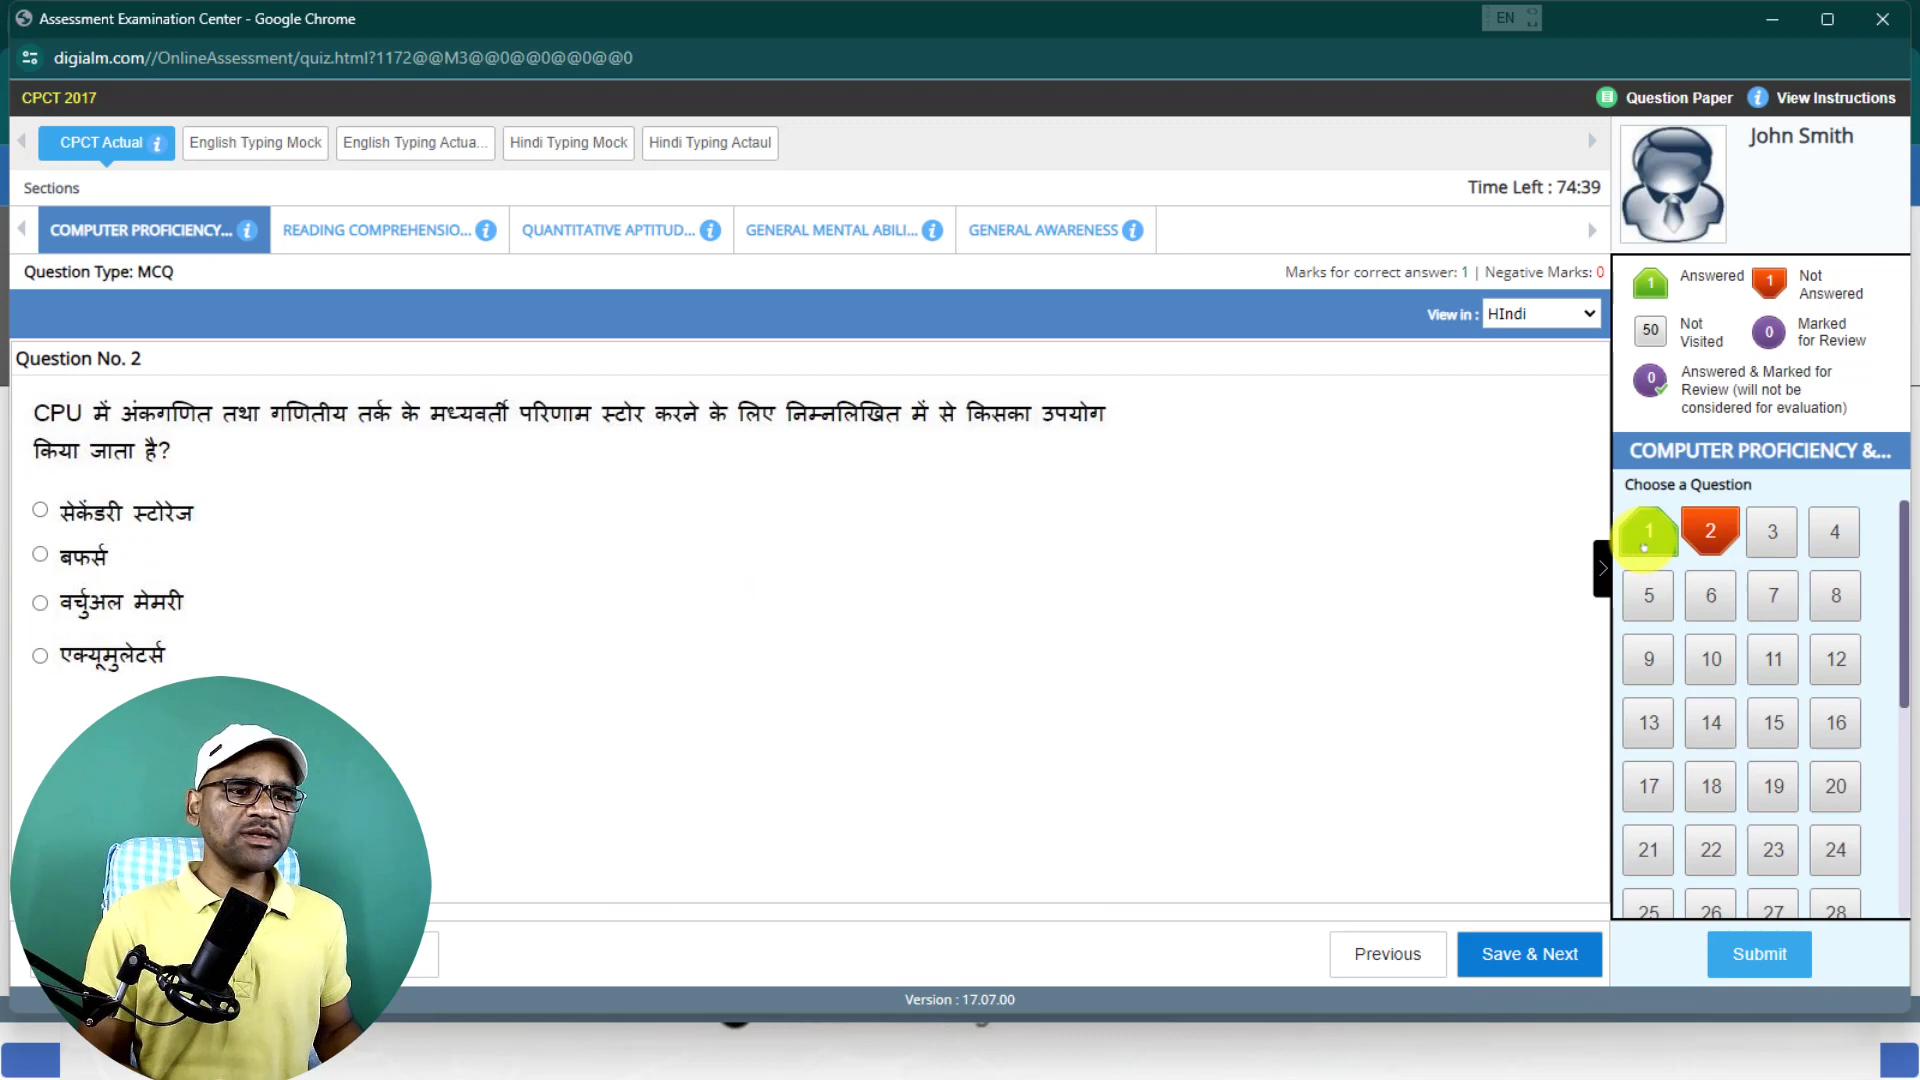 Assessment Examination Center - Google Chrome
EN
digialm.com//OnlineAssessment/quiz.html?1172@@M3@@0@@0@@0@@0
CPCT 2017
Question Paper
View Instructions
CPCT Actual
English Typing Mock
English Typing Actua...
Hindi Typing Mock
Hindi Typing Actaul
John Smith
Sections
Time Left : 74:39
COMPUTER PROFICIENCY...
READING COMPREHENSIO...
QUANTITATIVE APTITUD...
GENERAL MENTAL ABILI...
GENERAL AWARENESS
Question Type: MCQ
Marks for correct answer: 1 | Negative Marks: 0
View in :
HIndi
1 Answered
1 Not Answered
50 Not Visited
0 Marked for Review
0 Answered & Marked for
Review (will not be
considered for evaluation)
Question No. 2
CPU में अंकगणित तथा गणितीय तर्क के मध्यवर्ती परिणाम स्टोर करने के लिए निम्नलिखित में से किसका उपयोग
किया जाता है?
सेकेंडरी स्टोरेज
बफर्स
वर्चुअल मेमरी
एक्यूमुलेटर्स
COMPUTER PROFICIENCY &...
Choose a Question
1 2 3 4
5 6 7 8
9 10 11 12
13 14 15 16
17 18 19 20
21 22 23 24
25 26 27 28
Previous
Save & Next
Submit
Version : 17.07.00